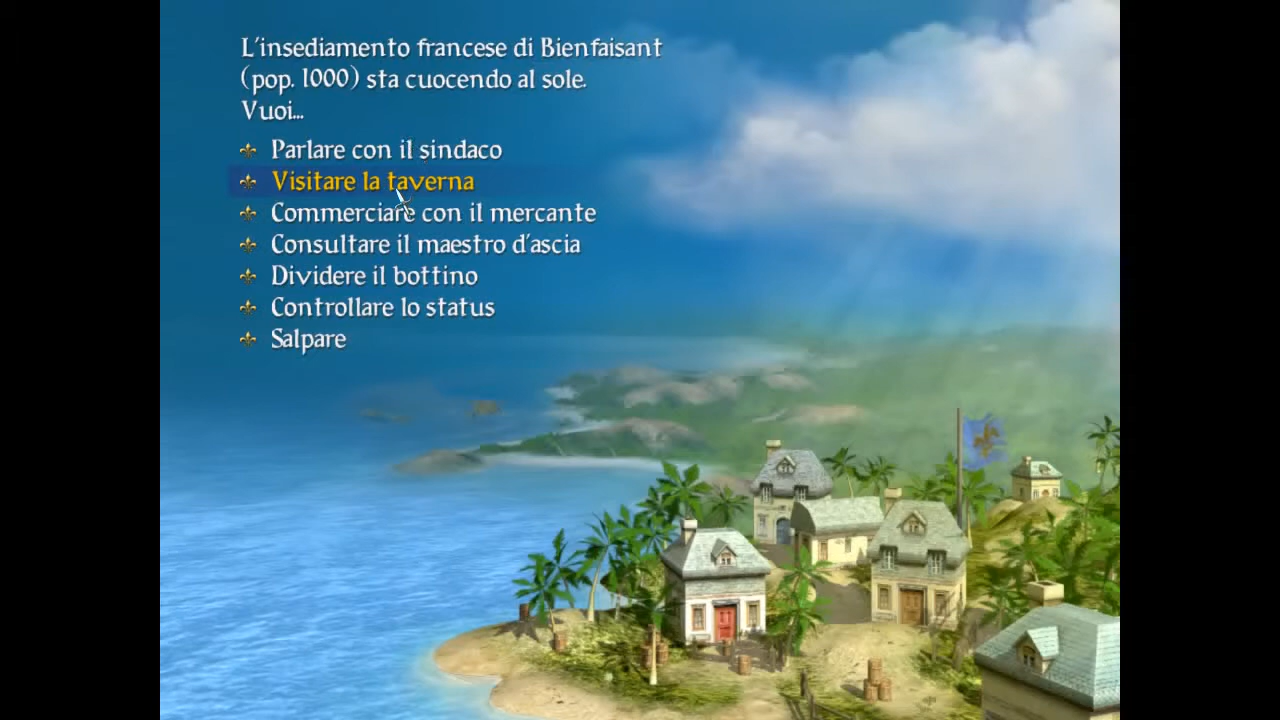 L'insediamento francese di Bienfaisant
(pop. 1000) sta cuocendo al sole.
Vuoi...
Parlare con il sindaco
Visitare la taverna
Commerciare con il mercante
Consultare il maestro d'ascia
Dividere il bottino
Controllare lo status
Salpare